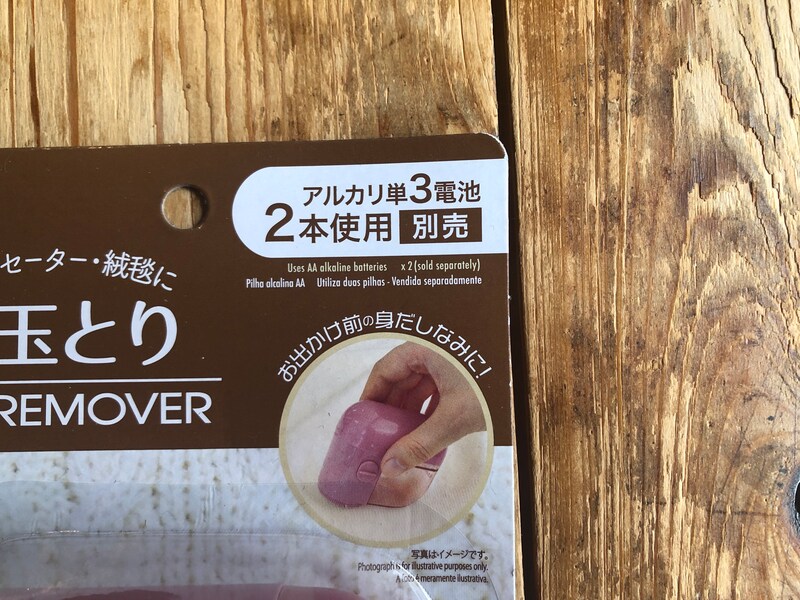 アルカリ単3電池
2本使用 別売
Uses AA alkaline batteries x 2 (sold separately)
Pilha alcalina AA Utiliza duas pilhas - Vendida separadamente
セーター・絨毯に
玉とり
REMOVER
お出かけ前の身だしなみに!
写真はイメージです。
Photograph is for illustrative purposes only.
A foto é meramente ilustrativa.